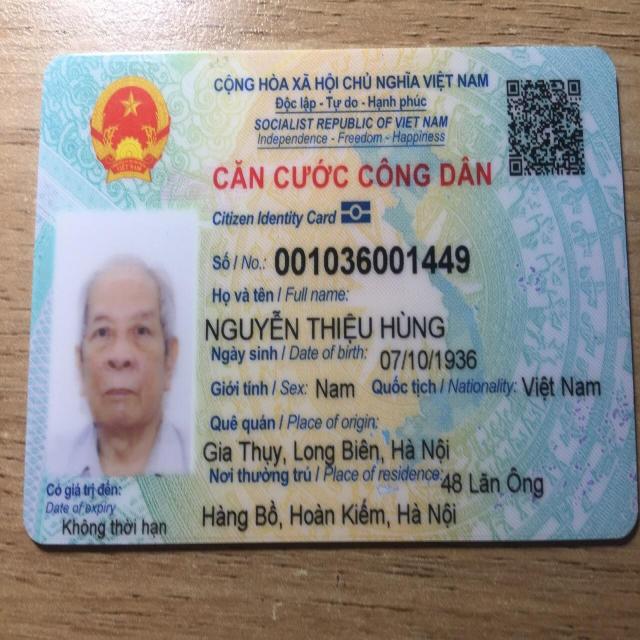 CỘNG HÒA XÃ HỘI CHỦ NGHĨA VIỆT NAM
Độc lập - Tự do - Hạnh phúc
SOCIALIST REPUBLIC OF VIET NAM
Independence - Freedom - Happiness
CĂN CƯỚC CÔNG DÂN
Citizen Identity Card
Số / No.: 001036001449
Họ và tên / Full name:
NGUYỄN THIỆU HÙNG
Ngày sinh / Date of birth: 07/10/1936
Giới tính / Sex: Nam Quốc tịch / Nationality: Việt Nam
Quê quán / Place of origin:
Gia Thụy, Long Biên, Hà Nội
Nơi thường trú / Place of residence: 48 Lãn Ông
Hàng Bồ, Hoàn Kiếm, Hà Nội
Có giá trị đến:
Date of expiry
Không thời hạn
VIỆT NAM